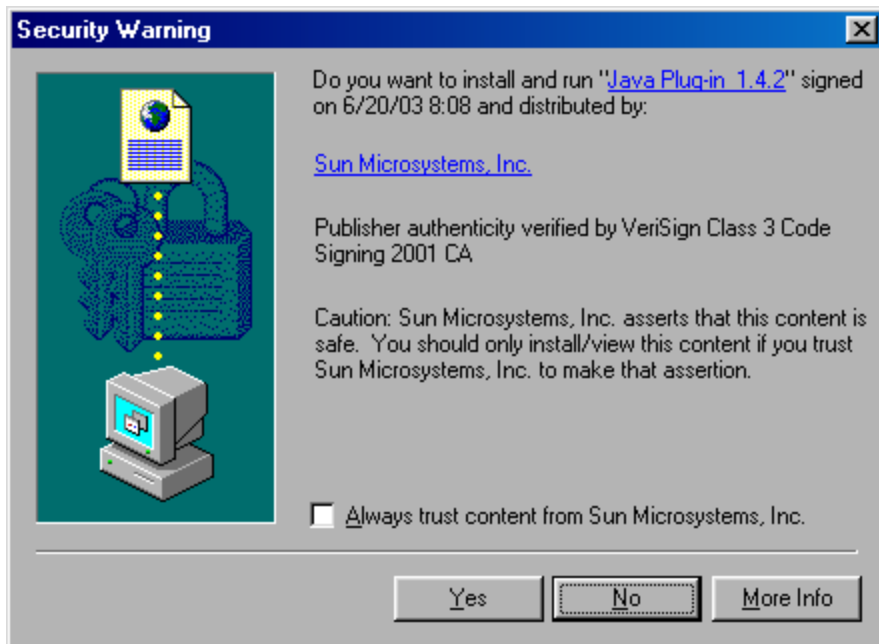 Security Warning
Do you want to install and run "Java Plug-in 1.4.2" signed
on 6/20/03 8:08 and distributed by:
Sun Microsystems, Inc.
Publisher authenticity verified by VeriSign Class 3 Code
Signing 2001 CA
Caution: Sun Microsystems, Inc. asserts that this content is
safe.  You should only install/view this content if you trust
Sun Microsystems, Inc. to make that assertion.
Always trust content from Sun Microsystems, Inc.
Yes No More Info